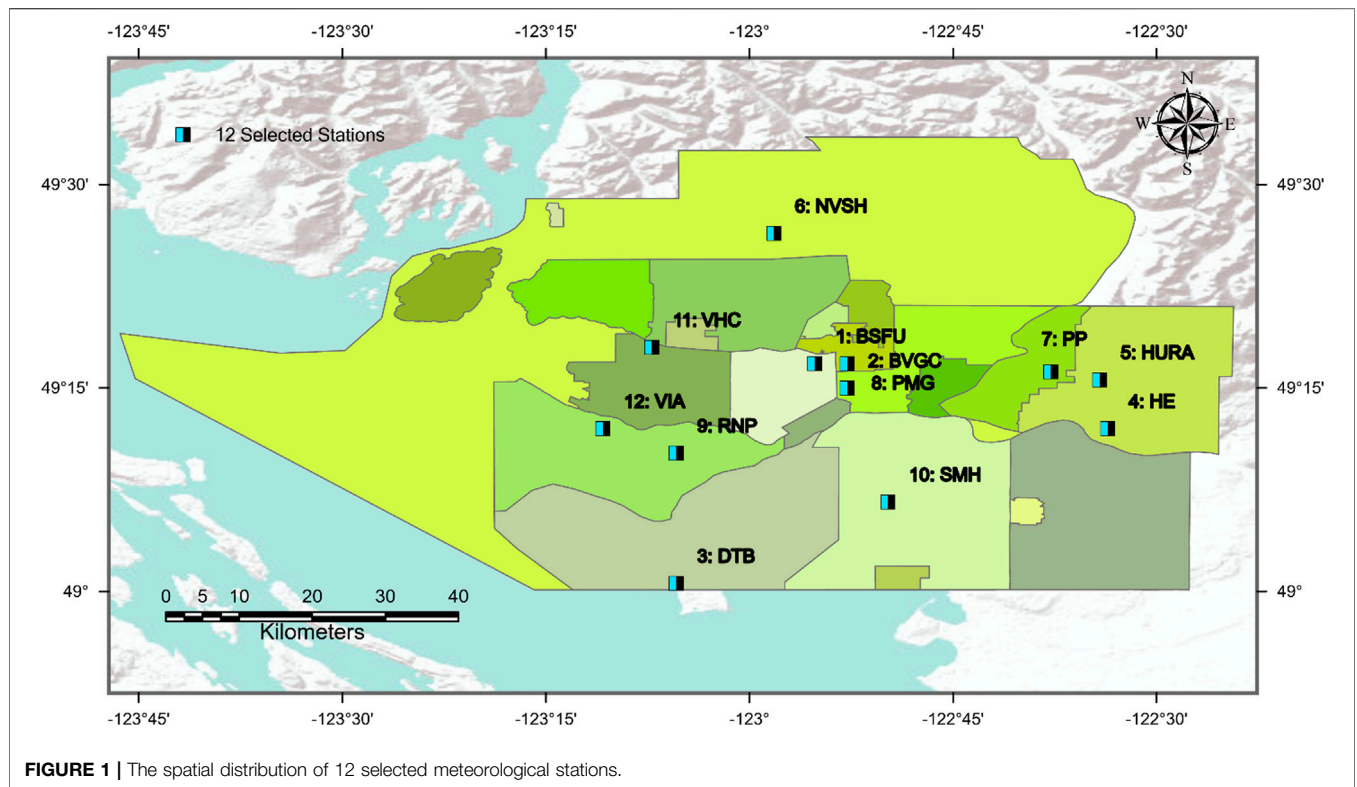 -123°45' -123°30' -123°15' -123° -122°45' -122°30'
12 Selected Stations
N
W E
S
49°30' 49°30'
6: NVSH
11: VHC
1: BSFU
7: PP
2: BVGC
5: HURA
8: PMG
49°15' 49°15'
12: VIA
4: HE
9: RNP
10: SMH
3: DTB
49° 49°
0 5 10 20 30 40
Kilometers
-123°45' -123°30' -123°15' -123° -122°45' -122°30'
FIGURE 1 | The spatial distribution of 12 selected meteorological stations.